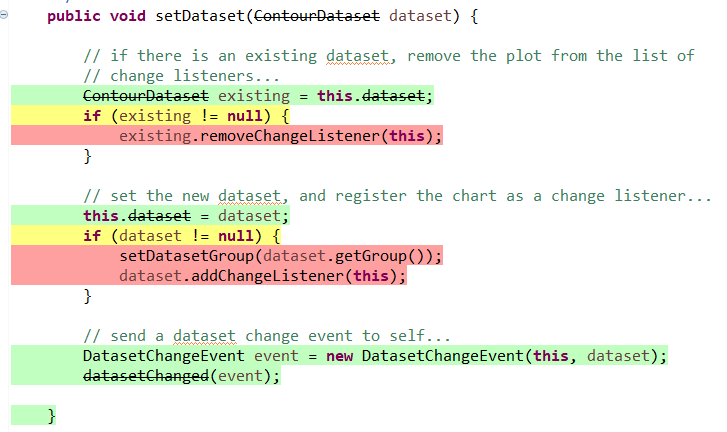 public void setDataset(ContourDataset dataset) {
// if there is an existing dataset, remove the plot from the list of
// change listeners...
ContourDataset existing = this.dataset;
if (existing != null) {
existing.removeChangeListener(this);
}
// set the new dataset, and register the chart as a change listener...
this.dataset = dataset;
if (dataset != null) {
setDatasetGroup(dataset.getGroup());
dataset.addChangeListener(this);
}
// send a dataset change event to self...
DatasetChangeEvent event = new DatasetChangeEvent(this, dataset);
datasetChanged(event);
}